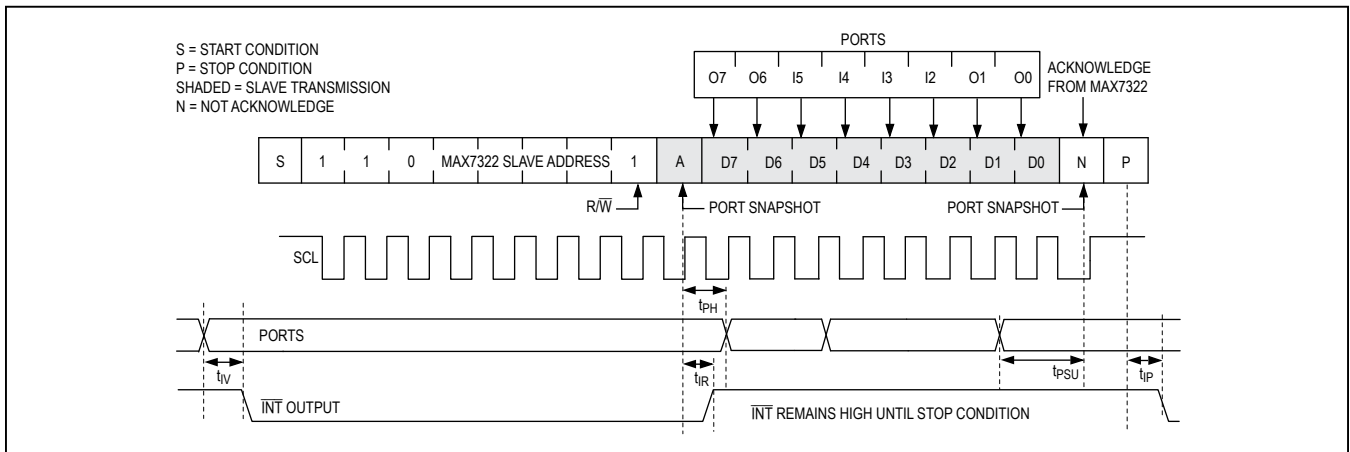 S = START CONDITION
P = STOP CONDITION
SHADED = SLAVE TRANSMISSION
N = NOT ACKNOWLEDGE
PORTS
O7 O6 I5 I4 I3 I2 O1 O0
ACKNOWLEDGE
FROM MAX7322
S 1 1 0 MAX7322 SLAVE ADDRESS 1 A D7 D6 D5 D4 D3 D2 D1 D0 N P
R/W̅ PORT SNAPSHOT PORT SNAPSHOT
SCL
tPH
PORTS
tIV tIR tPSU tIP
I̅N̅T̅ OUTPUT I̅N̅T̅ REMAINS HIGH UNTIL STOP CONDITION